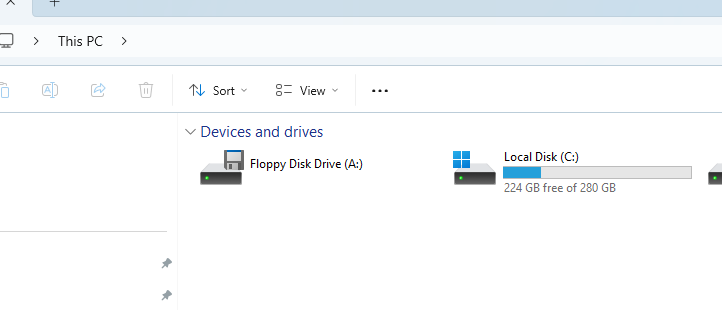 This PC
Sort
View
Devices and drives
Floppy Disk Drive (A:)
Local Disk (C:)
224 GB free of 280 GB